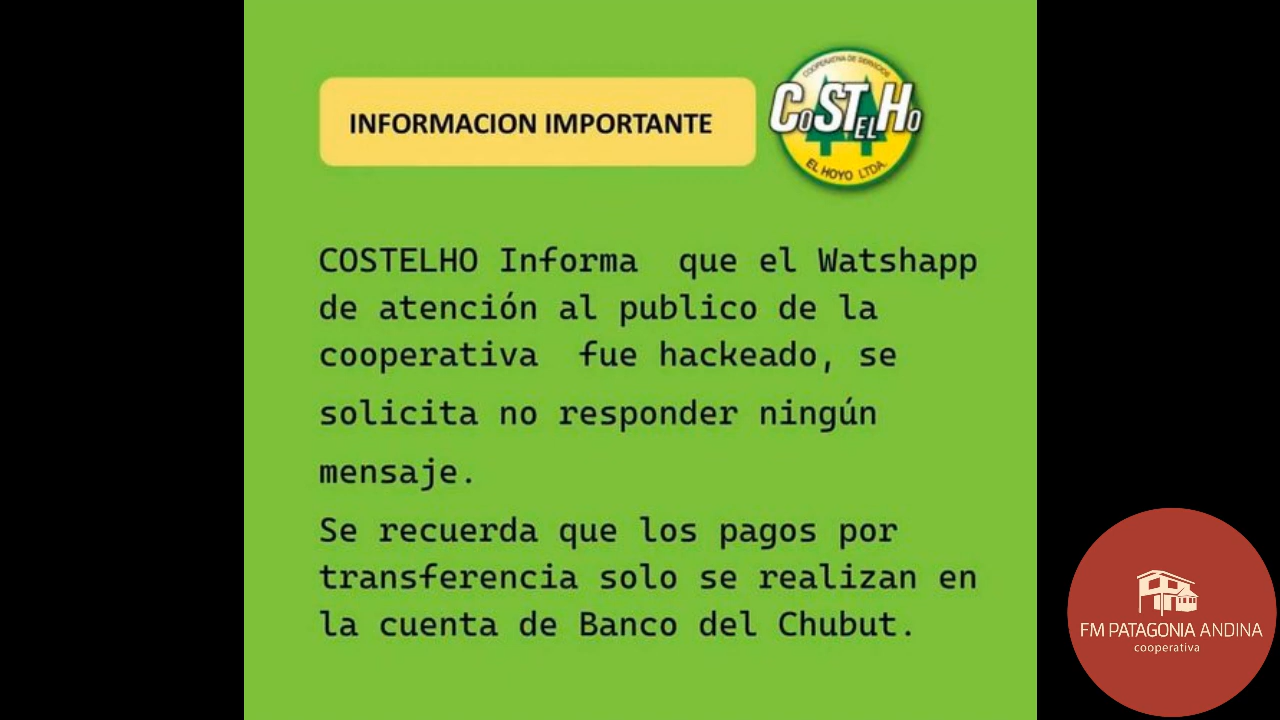 INFORMACION IMPORTANTE
COOPERATIVA DE SERVICIOS
CoSTELHo
EL HOYO LTDA.
COSTELHO Informa  que el Watshapp
de atención al publico de la
cooperativa  fue hackeado, se
solicita no responder ningún
mensaje.
Se recuerda que los pagos por
transferencia solo se realizan en
la cuenta de Banco del Chubut.
FM PATAGONIA ANDINA
cooperativa